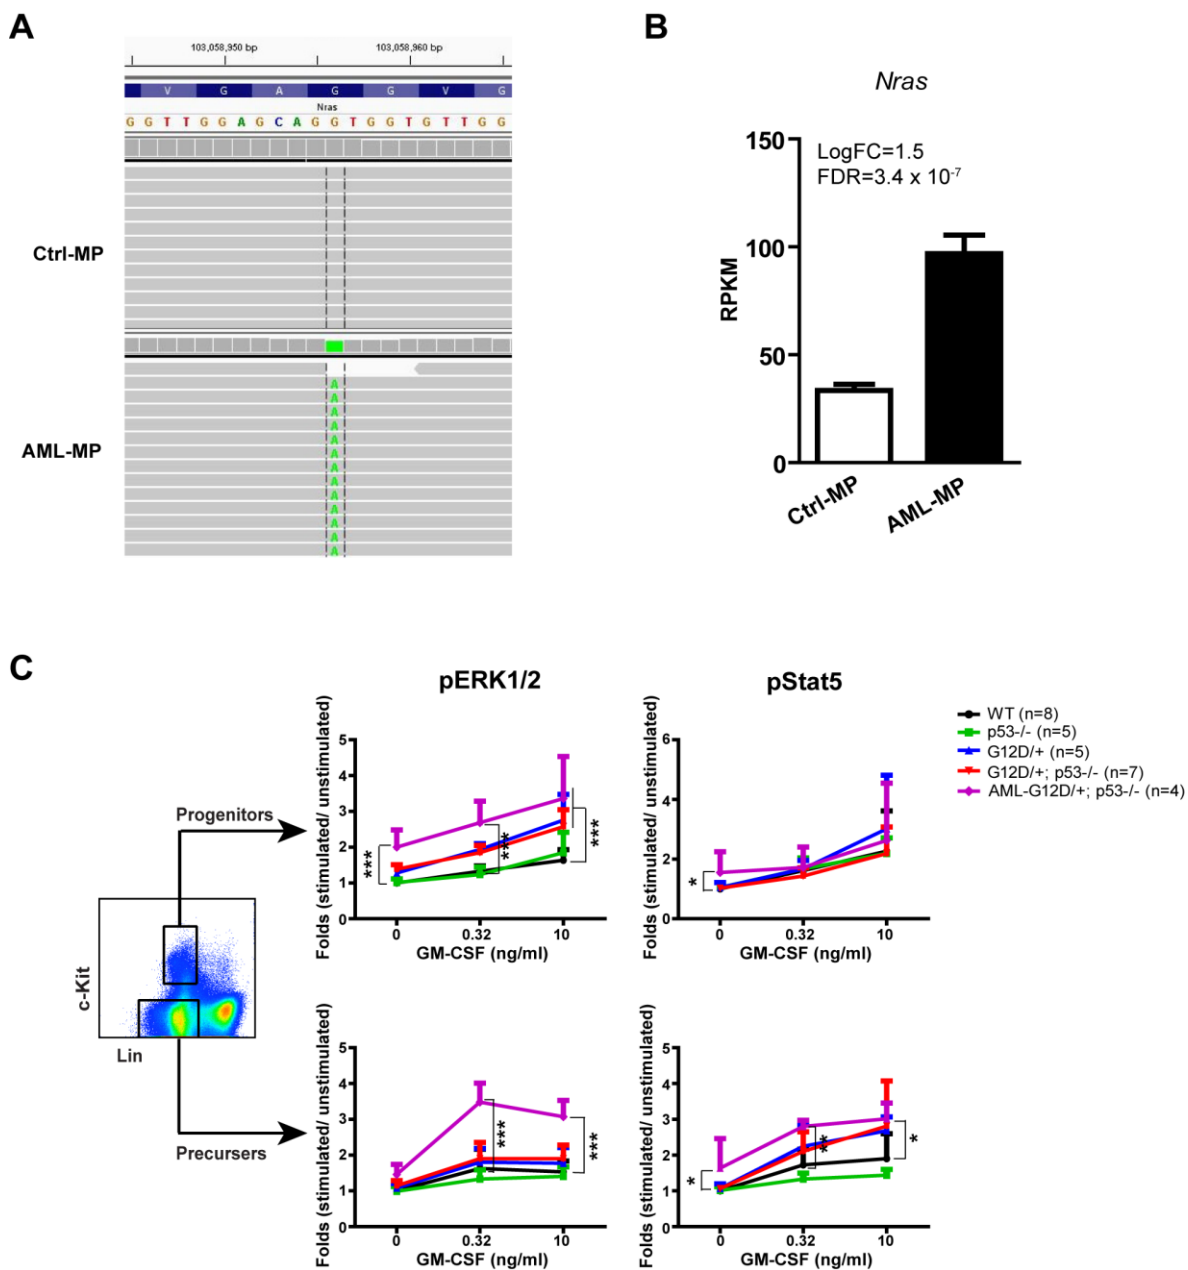 A
103,058,950 bp
103,058,960 bp
V G A G G V G
Nras
G G T T G G A G C A G G T G G T G T T G G
Ctrl-MP
AML-MP
A
A
A
A
A
A
A
A
A
A
A
A
A
B
Nras
LogFC=1.5
FDR=3.4 x 10-7
RPKM
150
100
50
0
Ctrl-MP
AML-MP
C
pERK1/2
pStat5
WT (n=8)
p53-/- (n=5)
G12D/+ (n=5)
G12D/+; p53-/- (n=7)
AML-G12D/+; p53-/- (n=4)
Progenitors
Precursers
c-Kit
Lin
Folds (stimulated/ unstimulated)
5
4
3
2
1
0
***
***
***
0 0.32 10
GM-CSF (ng/ml)
Folds (stimulated/ unstimulated)
6
4
2
0
*
0 0.32 10
GM-CSF (ng/ml)
Folds (stimulated/ unstimulated)
5
4
3
2
1
0
***
***
0 0.32 10
GM-CSF (ng/ml)
Folds (stimulated/ unstimulated)
5
4
3
2
1
0
*
**
*
0 0.32 10
GM-CSF (ng/ml)